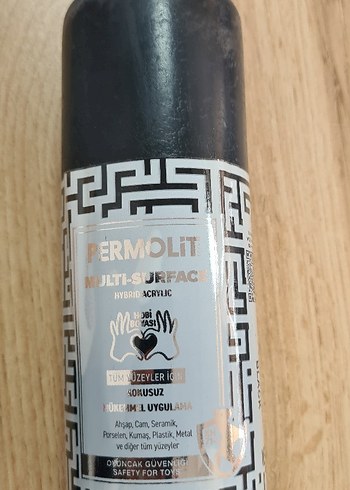 PERMOLiT
MULTI-SURFACE
HYBRID ACRYLIC
HOBİ
BOYASI
TÜM YÜZEYLER İÇİN
KOKUSUZ
MÜKEMMEL UYGULAMA
Ahşap, Cam, Seramik,
Porselen, Kumaş, Plastik, Metal
ve diğer tüm yüzeyler
OYUNCAK GÜVENLİĞİ
SAFETY FOR TOYS